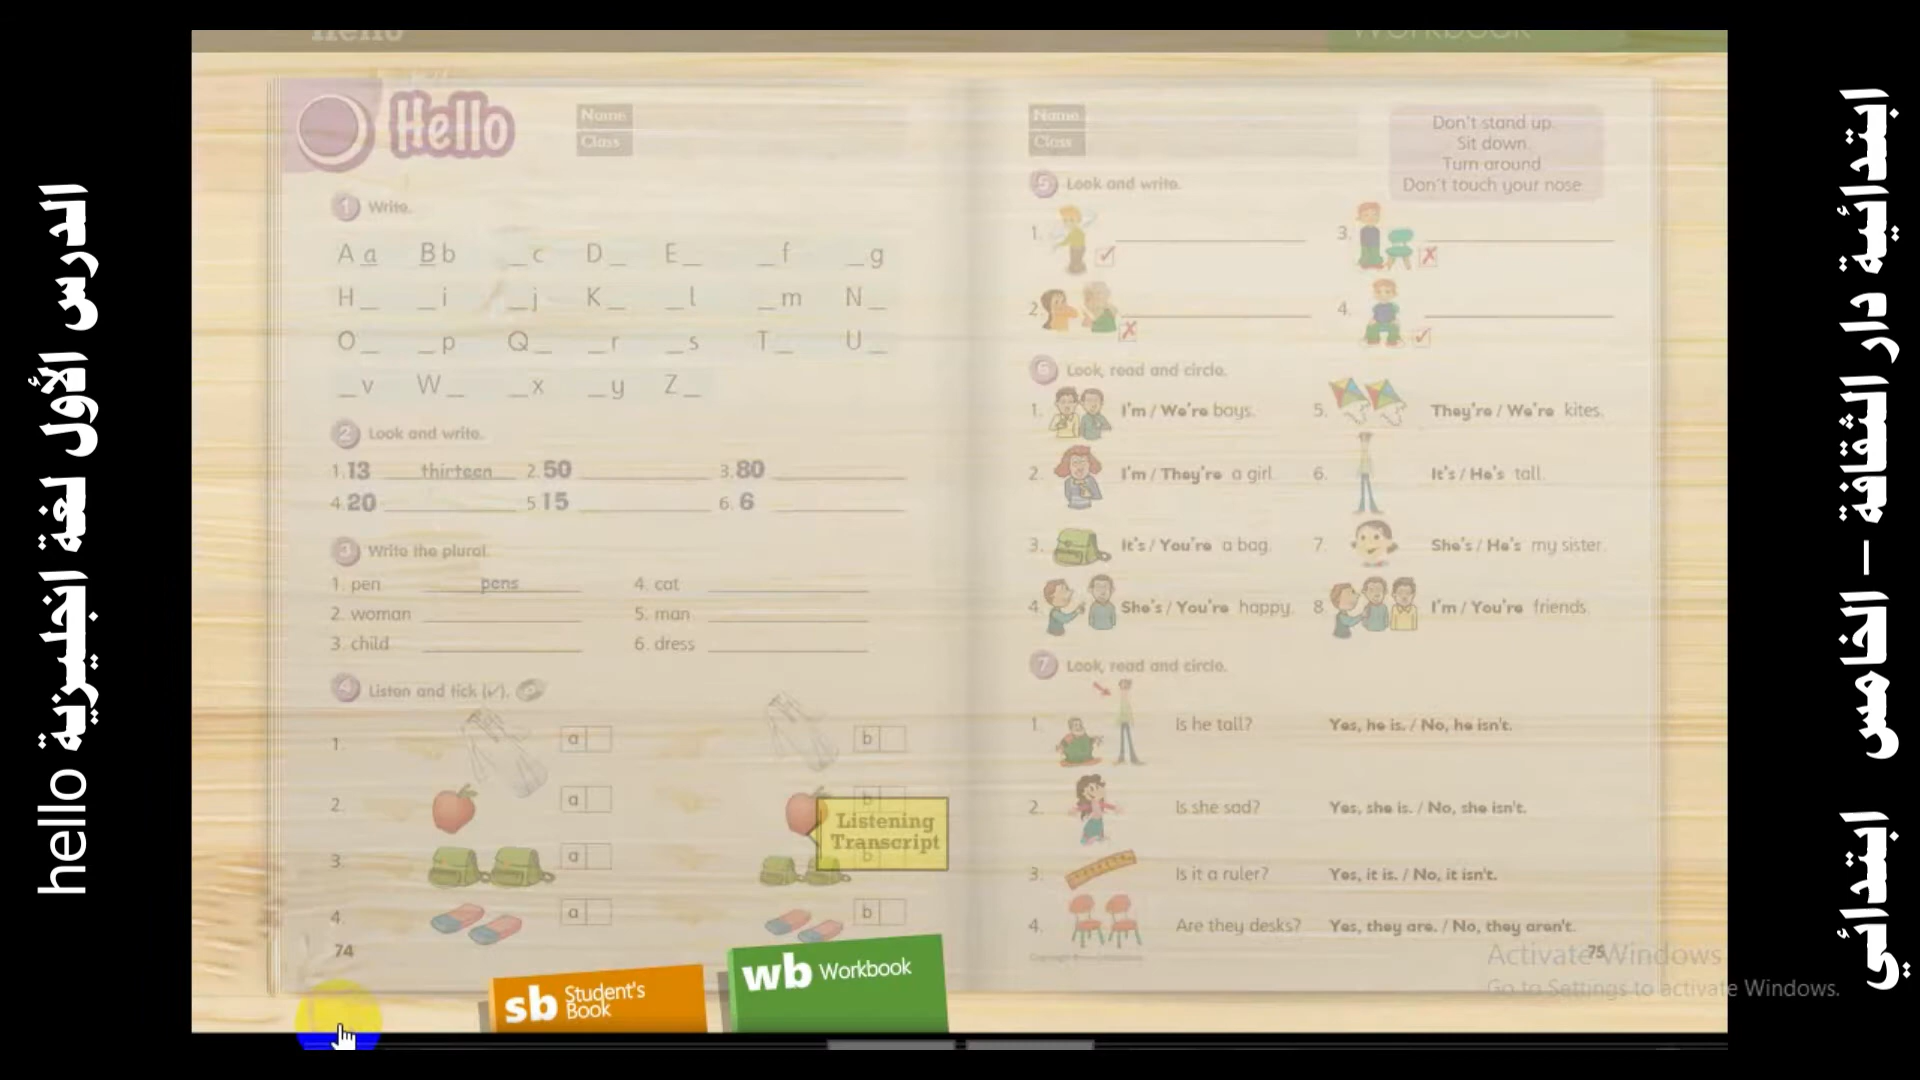 Hello
Workbook
Hello
Name
Class
1 Write.
A a B b _ c D _ E _ _ f _ g
H _ _ i _ j K _ _ l _ m N _
O _ _ p Q _ _ r _ s T _ U _
_ v W _ _ x _ y Z _
2 Look and write.
1. 13 thirteen 2. 50 3. 80
4. 20 5. 15 6. 6
3 Write the plural.
1. pen pens 4. cat
2. woman 5. man
3. child 6. dress
4 Listen and tick (✓).
1. a b
2. a b
3. a b
4. a b
Listening
Transcript
74
Name
Class
Don't stand up.
Sit down.
Turn around.
Don't touch your nose.
5 Look and write.
1. ✓ 3. ✗
2. ✗ 4. ✓
6 Look, read and circle.
1. I'm / We're boys. 5. They're / We're kites.
2. I'm / They're a girl. 6. It's / He's tall.
3. It's / You're a bag. 7. She's / He's my sister.
4. She's / You're happy. 8. I'm / You're friends.
7 Look, read and circle.
1. Is he tall? Yes, he is. / No, he isn't.
2. Is she sad? Yes, she is. / No, she isn't.
3. Is it a ruler? Yes, it is. / No, it isn't.
4. Are they desks? Yes, they are. / No, they aren't.
75
sb Student's
Book
wb Workbook
Activate Windows
Go to Settings to activate Windows.
الدرس الأول لغة انجليزية hello
ابتدائية دار الثقافة – الخامس ابتدائي